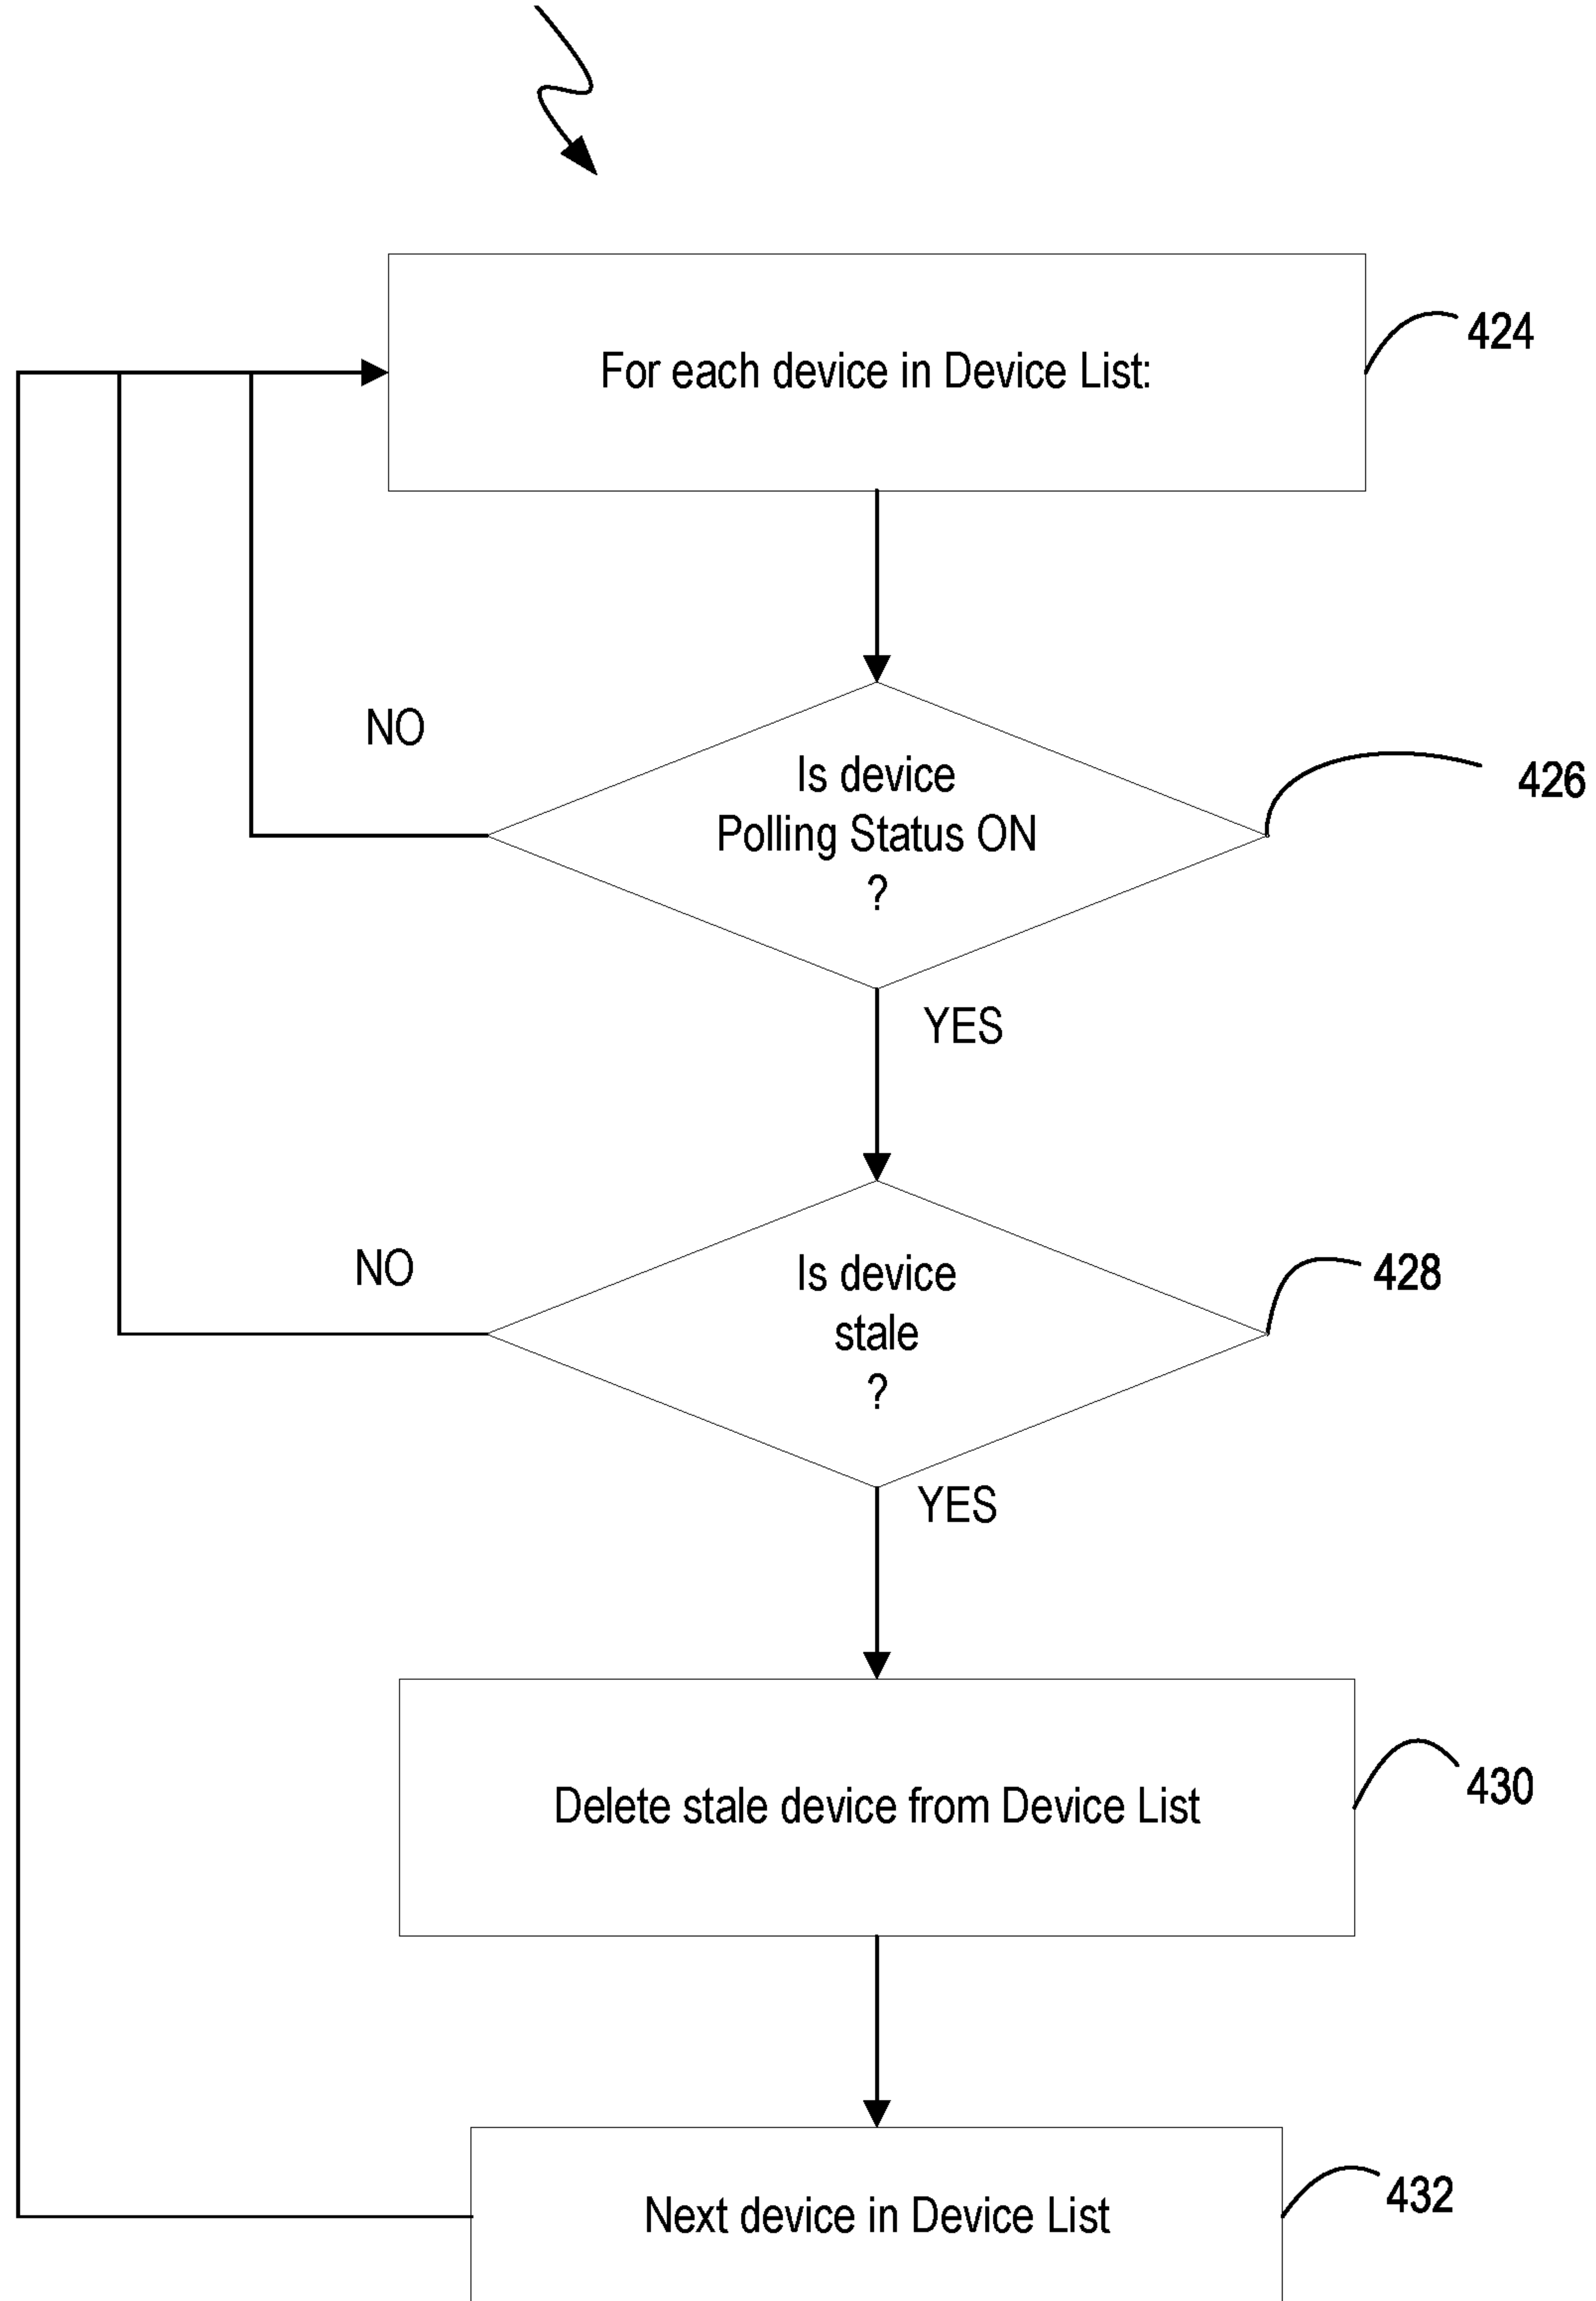 For each device in Device List:
424
NO
Is device
Polling Status ON
?
426
YES
NO
Is device
stale
?
428
YES
Delete stale device from Device List
430
Next device in Device List
432